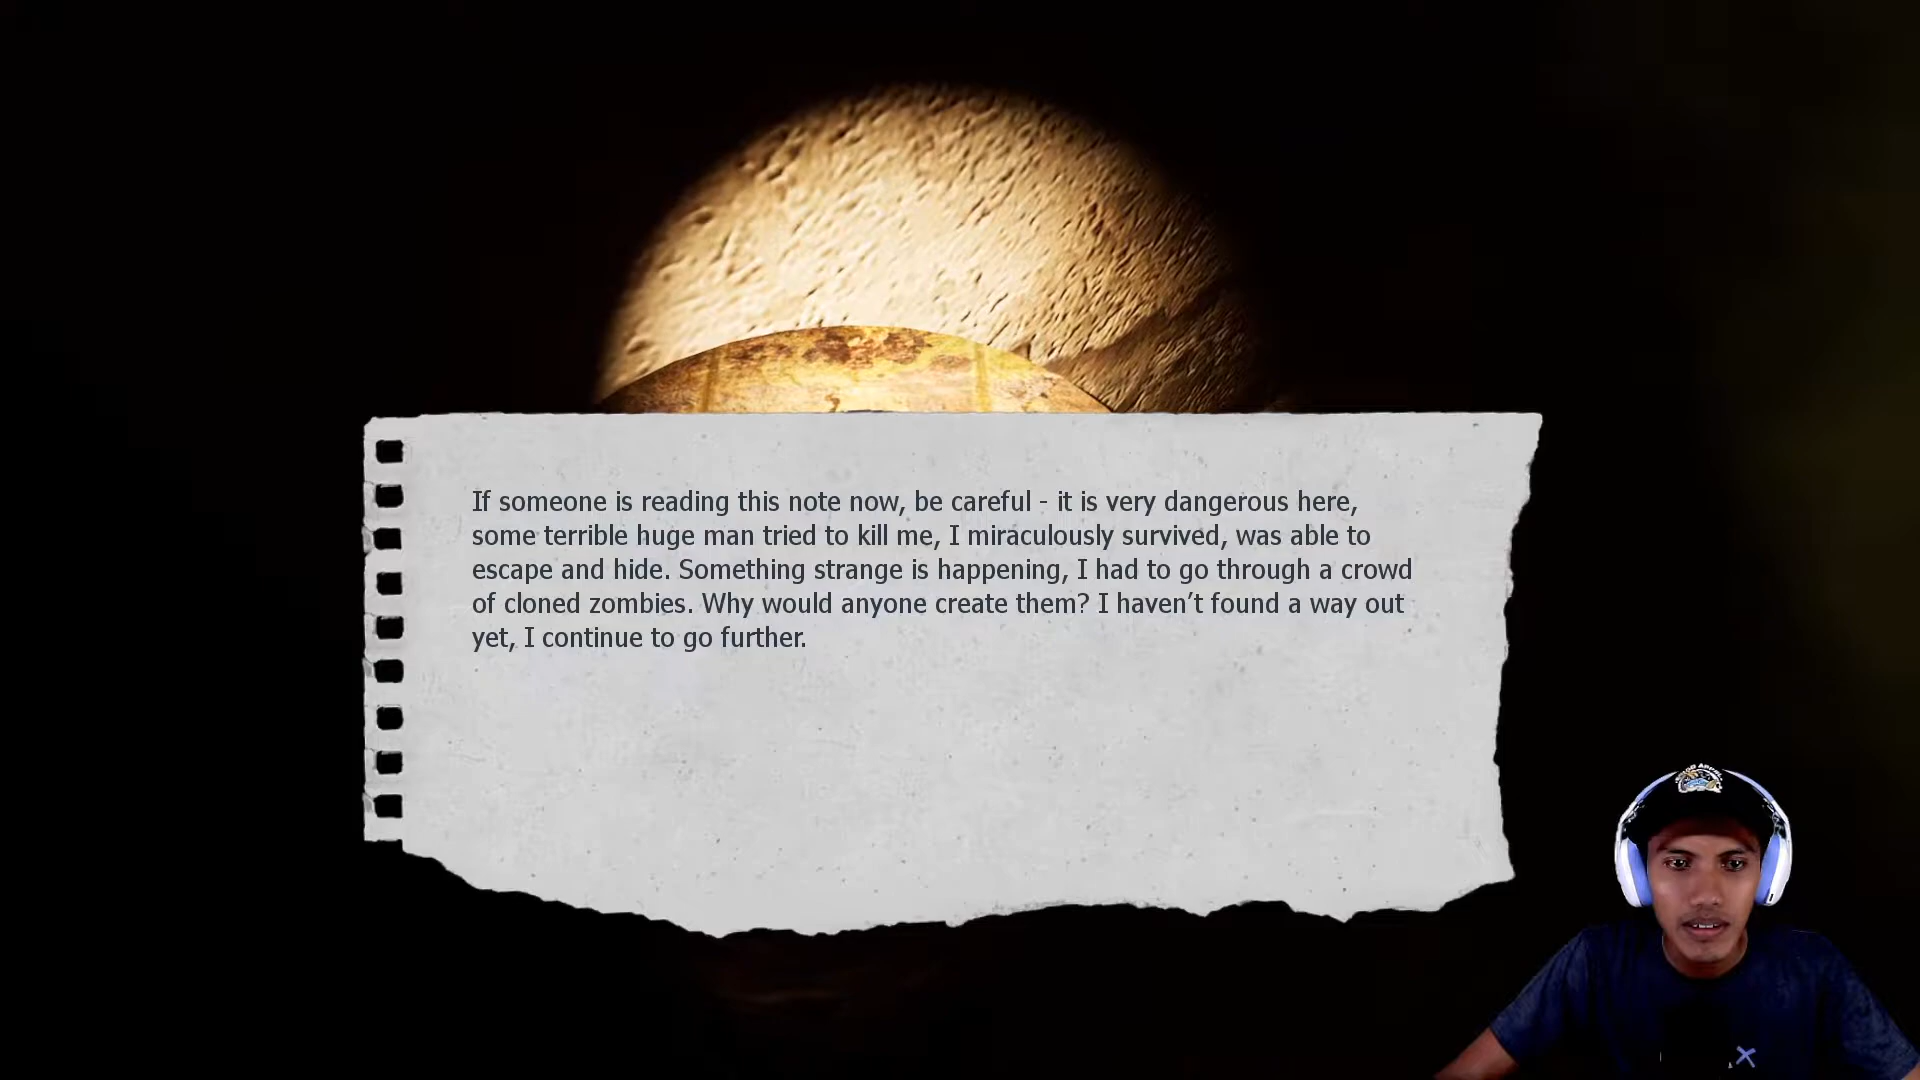 If someone is reading this note now, be careful - it is very dangerous here,
some terrible huge man tried to kill me, I miraculously survived, was able to
escape and hide. Something strange is happening, I had to go through a crowd
of cloned zombies. Why would anyone create them? I haven't found a way out
yet, I continue to go further.